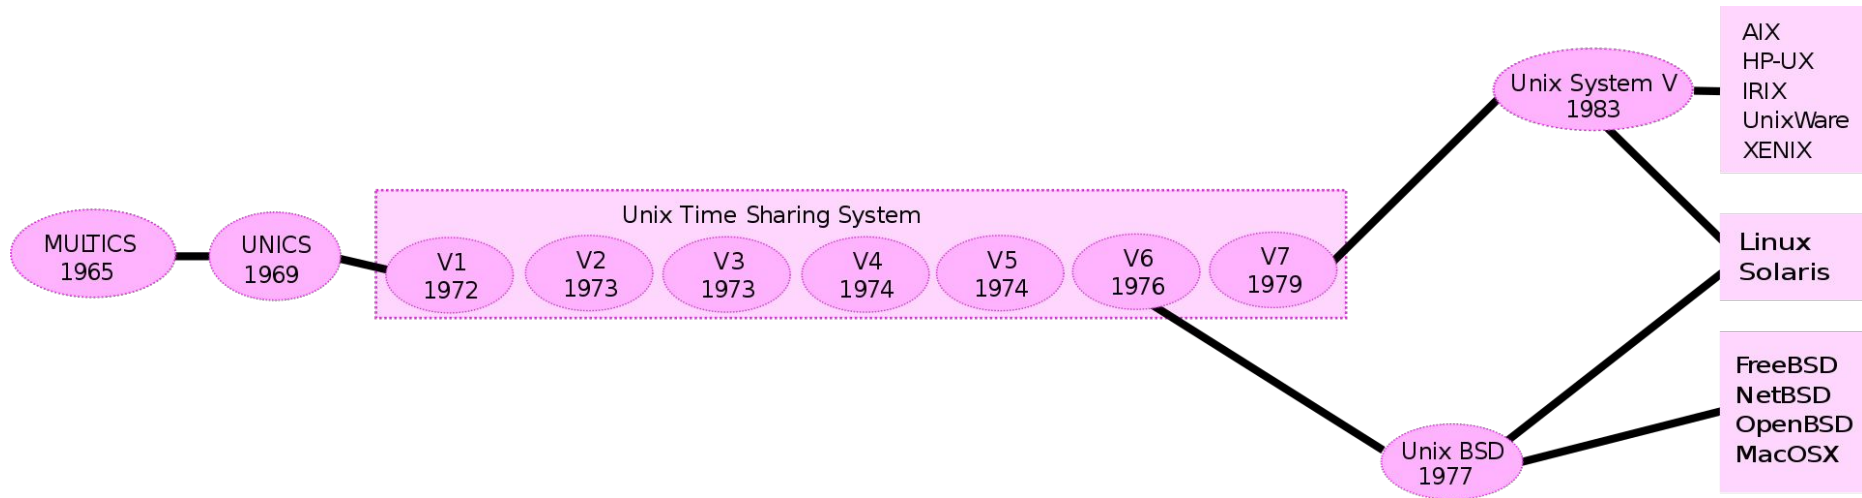 MULTICS
1965
UNICS
1969
Unix Time Sharing System
V1
1972
V2
1973
V3
1973
V4
1974
V5
1974
V6
1976
V7
1979
Unix System V
1983
Unix BSD
1977
AIX
HP-UX
IRIX
UnixWare
XENIX
Linux
Solaris
FreeBSD
NetBSD
OpenBSD
MacOSX